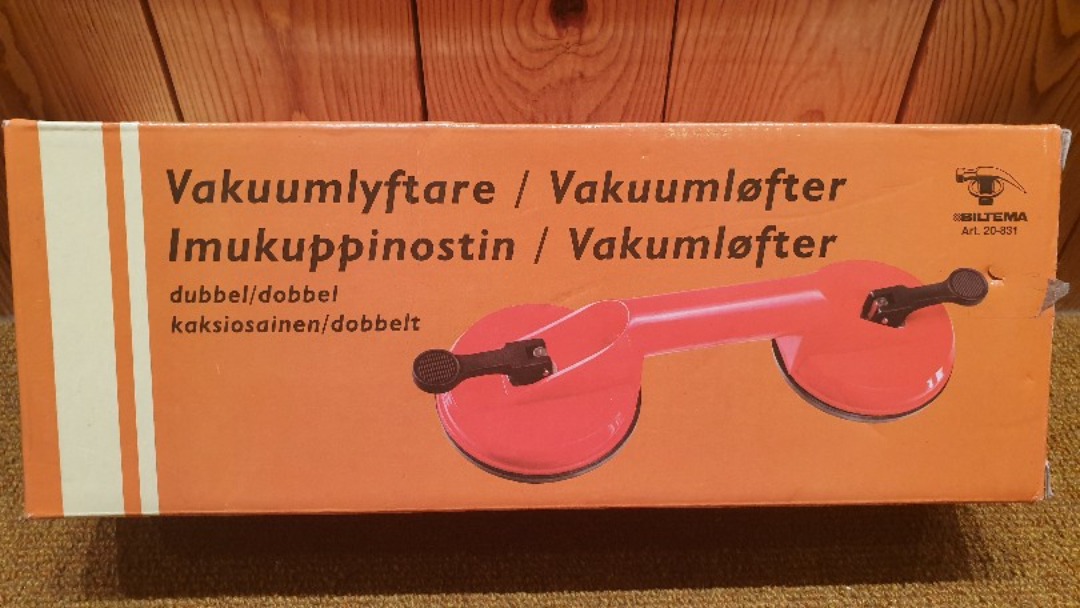 Vakuumlyftare / Vakuumløfter
Imukuppinostin / Vakumløfter
dubbel/dobbel
kaksiosainen/dobbelt
BILTEMA
Art. 20-831